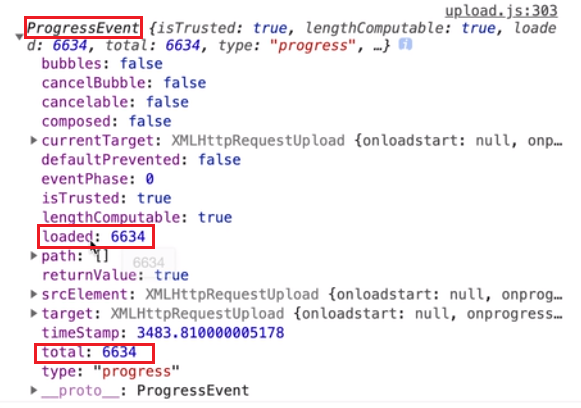 upload.js:303
ProgressEvent {isTrusted: true, lengthComputable: true, loade
d: 6634, total: 6634, type: "progress", …}
bubbles: false
cancelBubble: false
cancelable: false
composed: false
currentTarget: XMLHttpRequestUpload {onloadstart: null, onp…
defaultPrevented: false
eventPhase: 0
isTrusted: true
lengthComputable: true
loaded: 6634
path: []
6634
returnValue: true
srcElement: XMLHttpRequestUpload {onloadstart: null, onprog…
target: XMLHttpRequestUpload {onloadstart: null, onprogress…
timeStamp: 3483.810000005178
total: 6634
type: "progress"
__proto__: ProgressEvent